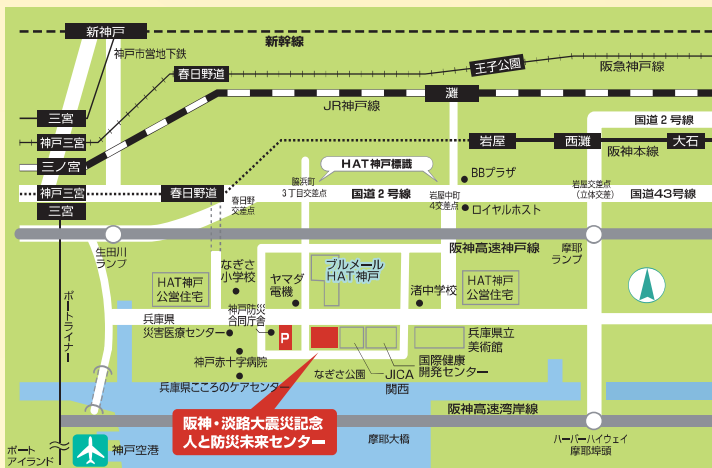 新神戸
新幹線
神戸市営地下鉄
春日野道
王子公園
阪急神戸線
灘
JR神戸線
三宮
神戸三宮
三ノ宮
国道2号線
岩屋
西灘
大石
阪神本線
HAT神戸標識
BBプラザ
神戸三宮
春日野道
脇浜町
3丁目交差点
国道2号線
岩屋中町
4交差点
岩屋交差点
(立体交差)
国道43号線
三宮
春日野
交差点
ロイヤルホスト
阪神高速神戸線
生田川
ランプ
摩耶
ランプ
なぎさ
小学校
ヤマダ
電機
ブルメール
HAT神戸
渚中学校
HAT神戸
公営住宅
HAT神戸
公営住宅
ポートライナー
神戸防災
合同庁舎
兵庫県
災害医療センター
P
兵庫県立
美術館
神戸赤十字病院
なぎさ公園
JICA
関西
国際健康
開発センター
兵庫県こころのケアセンター
阪神・淡路大震災記念
人と防災未来センター
阪神高速湾岸線
摩耶大橋
ハーバーハイウェイ
摩耶埠頭
ポート
アイランド
神戸空港